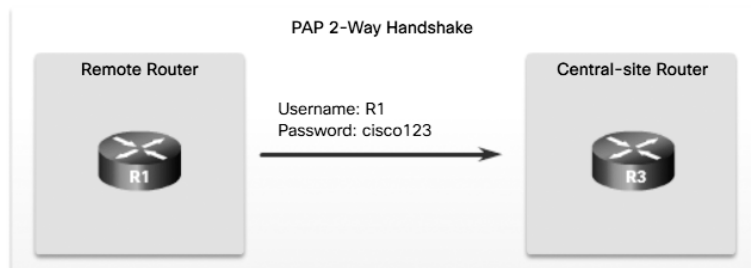 PAP 2-Way Handshake
Remote Router
Central-site Router
Username: R1
Password: cisco123
R1
R3